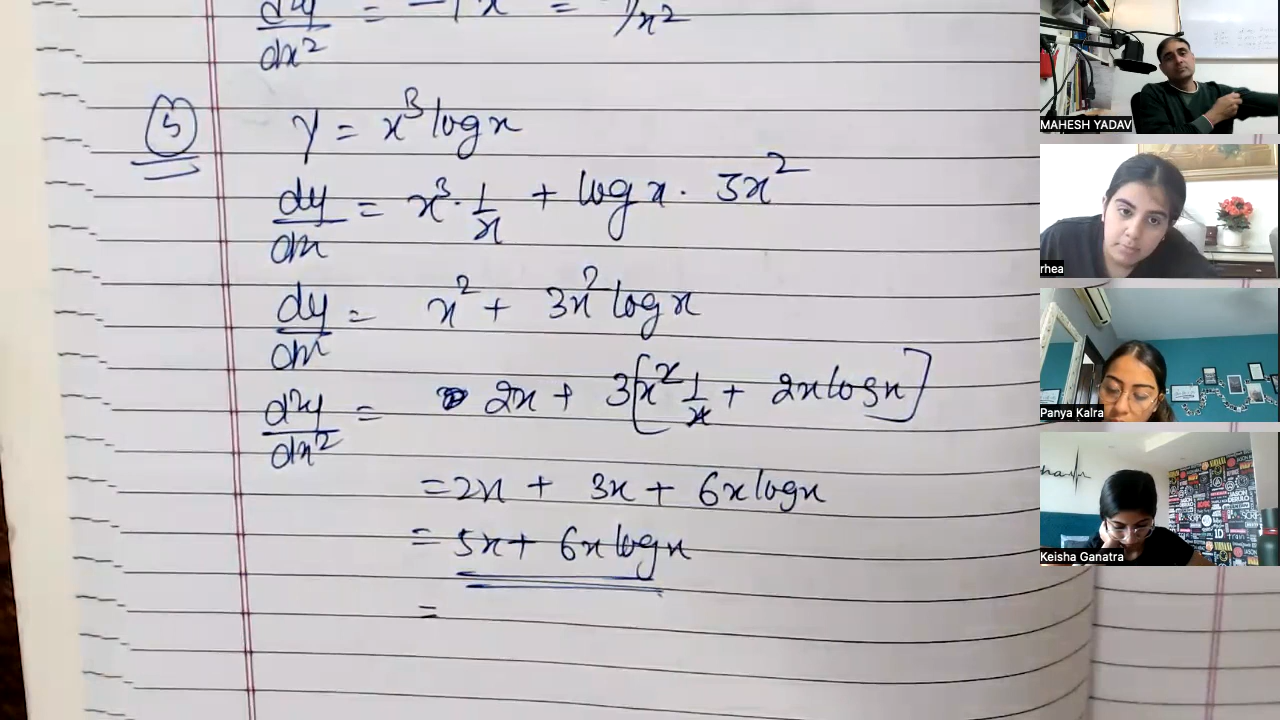 d²y/dx² = -1/x = 1/x²
(5) y = x³ log x
dy/dx = x³ · 1/x + log x · 3x²
dy/dx = x² + 3x² log x
d²y/dx² = 2x + 3[x² 1/x + 2x log x]
= 2x + 3x + 6x log x
= 5x + 6x log x
=
MAHESH YADAV
rhea
Panya Kalra
Keisha Ganatra